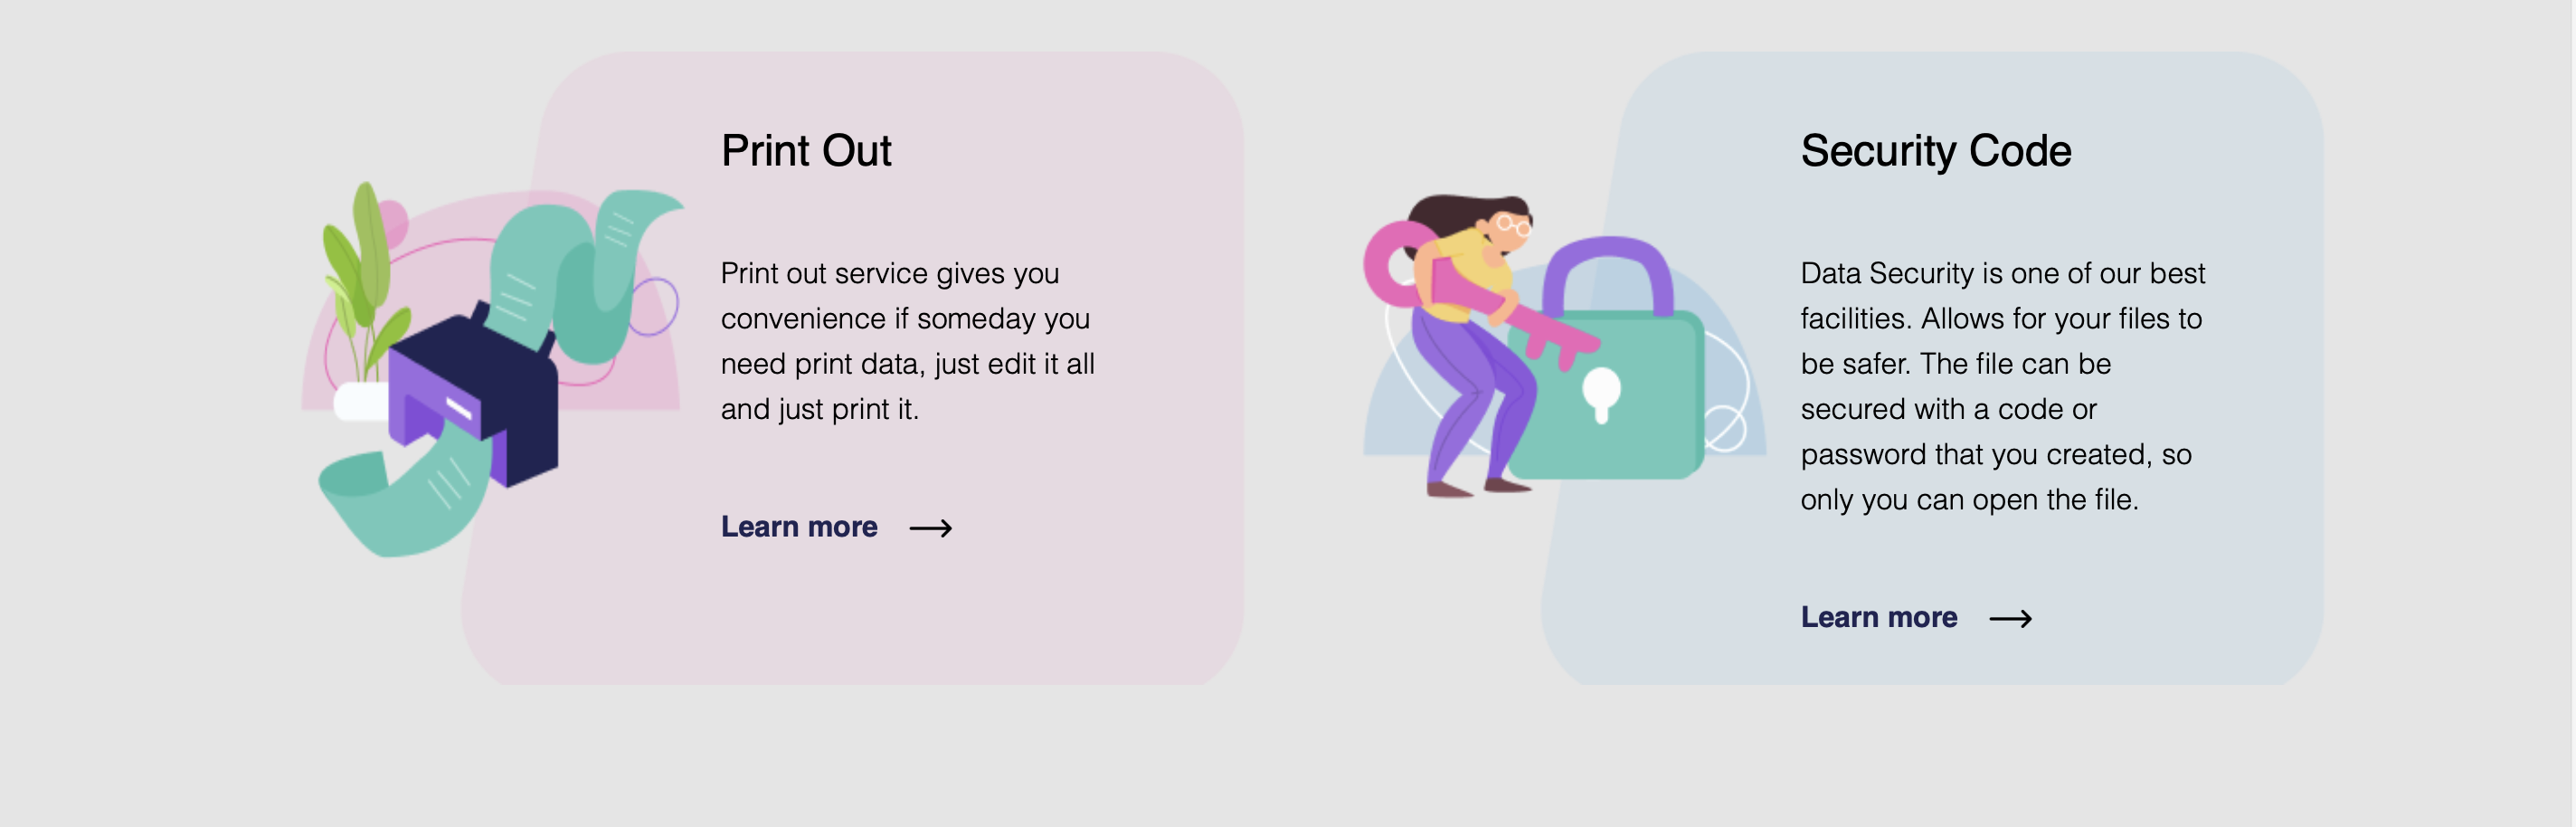 Print Out
Print out service gives you
convenience if someday you
need print data, just edit it all
and just print it.
Learn more
Security Code
Data Security is one of our best
facilities. Allows for your files to
be safer. The file can be
secured with a code or
password that you created, so
only you can open the file.
Learn more